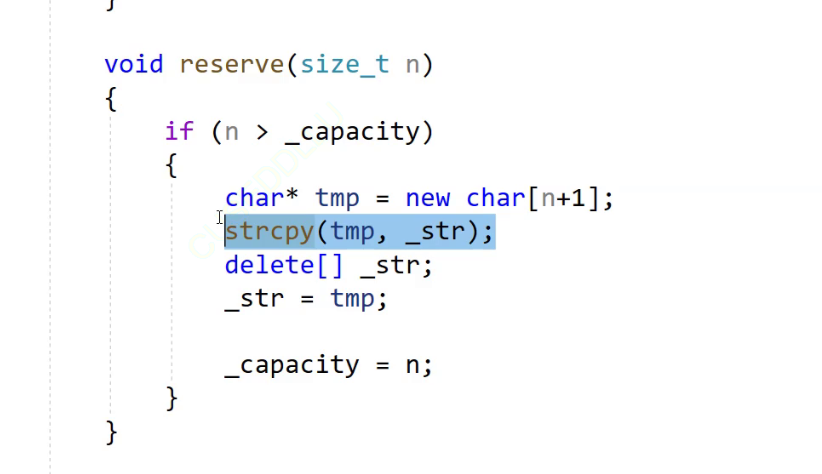 }
void reserve(size_t n)
{
if (n > _capacity)
{
char* tmp = new char[n+1];
strcpy(tmp, _str);
delete[] _str;
_str = tmp;
_capacity = n;
}
}